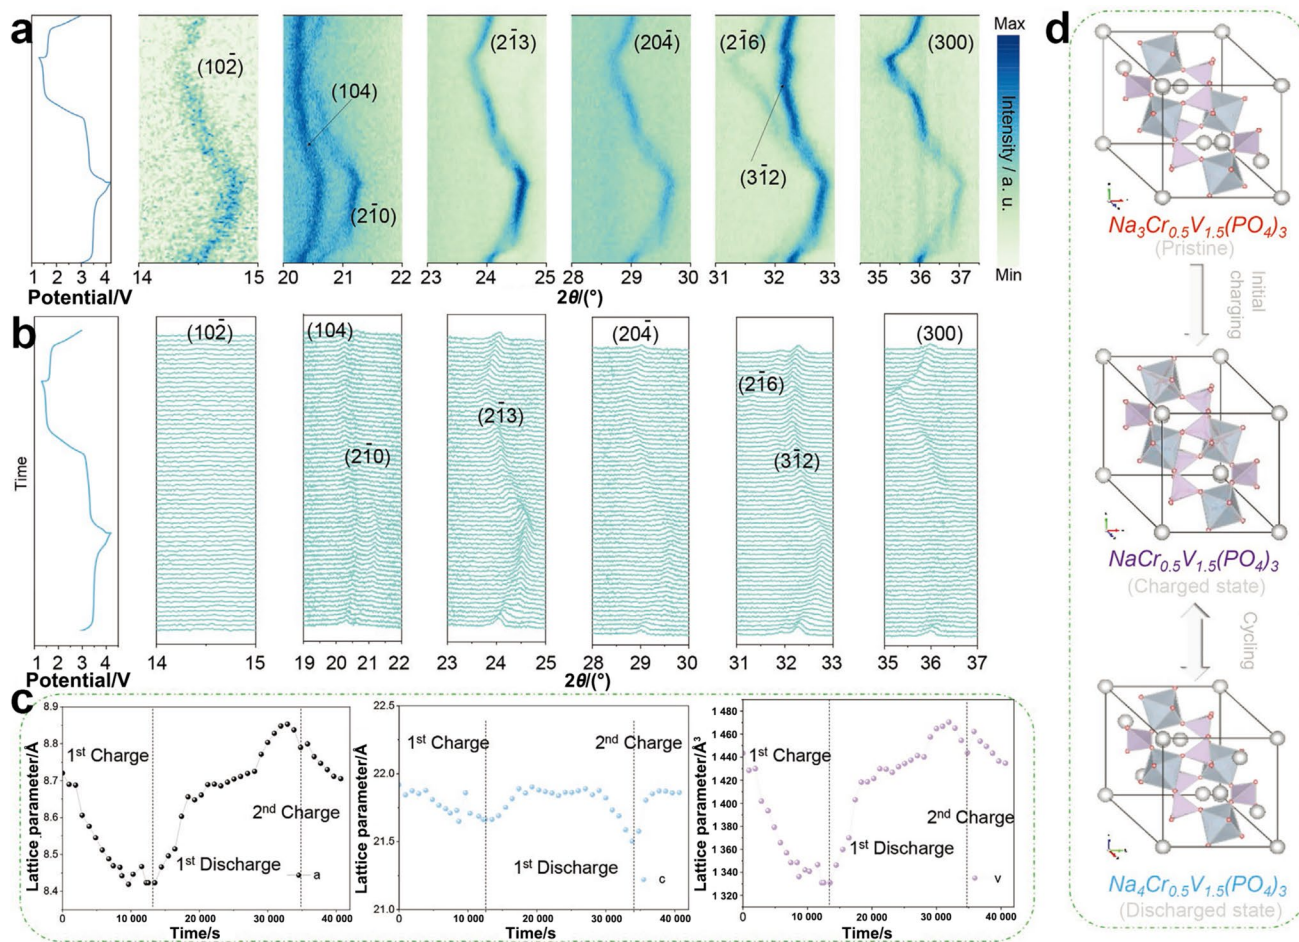 a
(102̅)
(104)
(21̅0)
(21̅3)
(204̅)
(21̅6)
(31̅2)
(300)
Max
Intensity / a. u.
Min
1 2 3 4
14 15
20 21 22
23 24 25
28 29 30
31 32 33
36 37
Potential/V
2θ/(°)
b
(102̅)
(104)
(21̅0)
(21̅3)
(204̅)
(21̅6)
(31̅2)
(300)
Time
1 2 3 4
14 15
19 20 21 22
23 24 25
28 29 30
31 32 33
35 36 37
Potential/V
2θ/(°)
c
Lattice parameter/Å
8.9
8.8
8.7
8.6
8.5
8.4
1st Charge
2nd Charge
1st Discharge
a
0 10 000 20 000 30 000 40 000
Time/s
Lattice parameter/Å
22.5
22.0
21.5
21.0
1st Charge
2nd Charge
1st Discharge
c
0 10 000 20 000 30 000 40 000
Time/s
Lattice parameter/Å3
1 480
1 460
1 440
1 420
1 400
1 380
1 360
1 340
1 320
1st Charge
2nd Charge
1st Discharge
v
0 10 000 20 000 30 000 40 000
Time/s
d
Na3Cr0.5V1.5(PO4)3
(Pristine)
Initial
charging
NaCr0.5V1.5(PO4)3
(Charged state)
Cycling
Na4Cr0.5V1.5(PO4)3
(Discharged state)